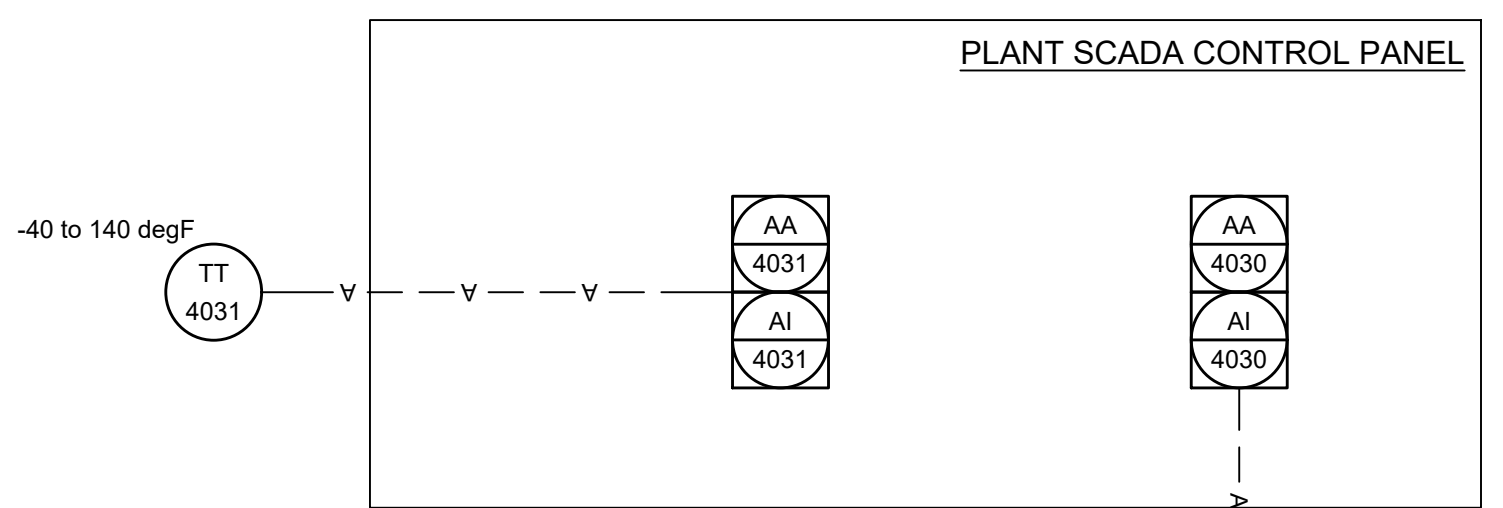 PLANT SCADA CONTROL PANEL
-40 to 140 degF
TT
4031
A
A
A
AA
4031
AI
4031
AA
4030
AI
4030
A